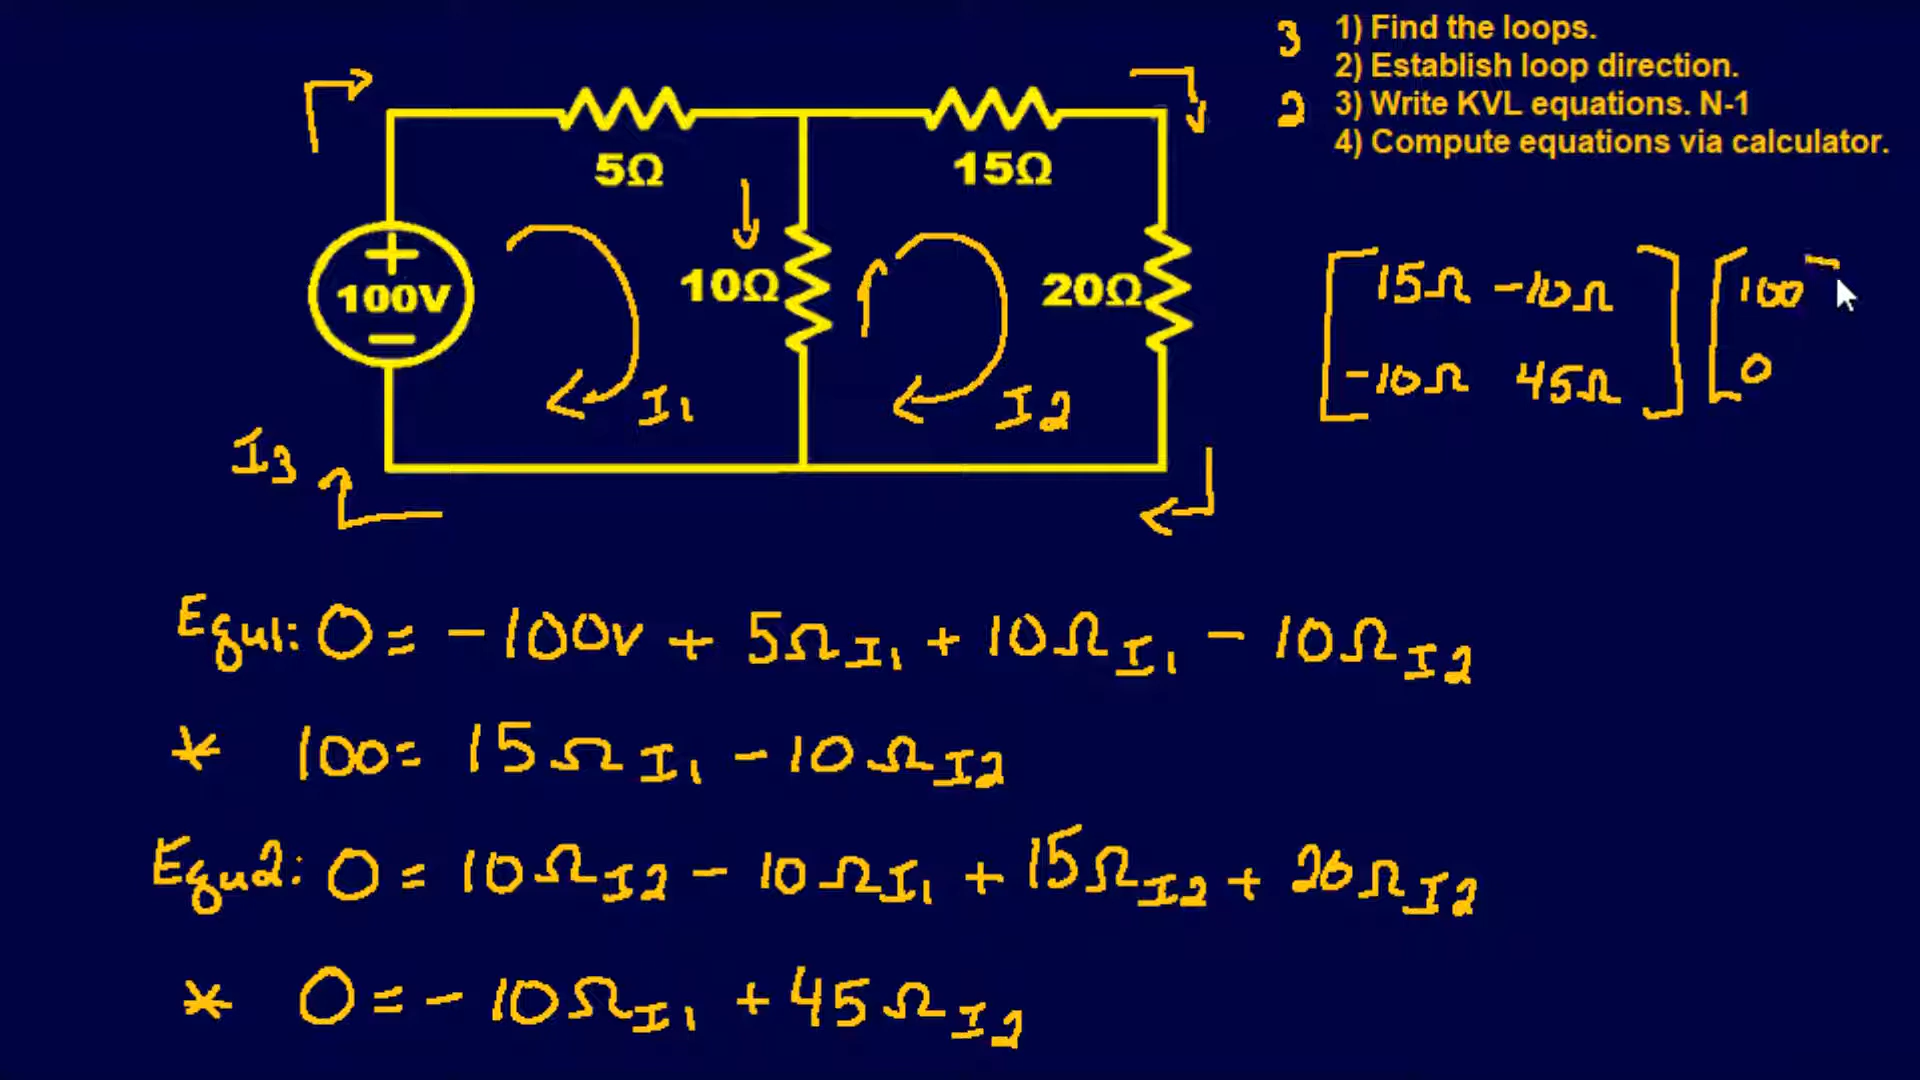 3 1) Find the loops.
2) Establish loop direction.
2 3) Write KVL equations. N-1
4) Compute equations via calculator.
5Ω 15Ω
+
100V
−
10Ω 20Ω
I1 I2
I3
15Ω -10Ω 100
-10Ω 45Ω 0
Equ1: 0 = -100v + 5ΩI1 + 10ΩI1 - 10ΩI2
* 100 = 15ΩI1 - 10ΩI2
Equ2: 0 = 10ΩI2 - 10ΩI1 + 15ΩI2 + 20ΩI2
* 0 = -10ΩI1 + 45ΩI2